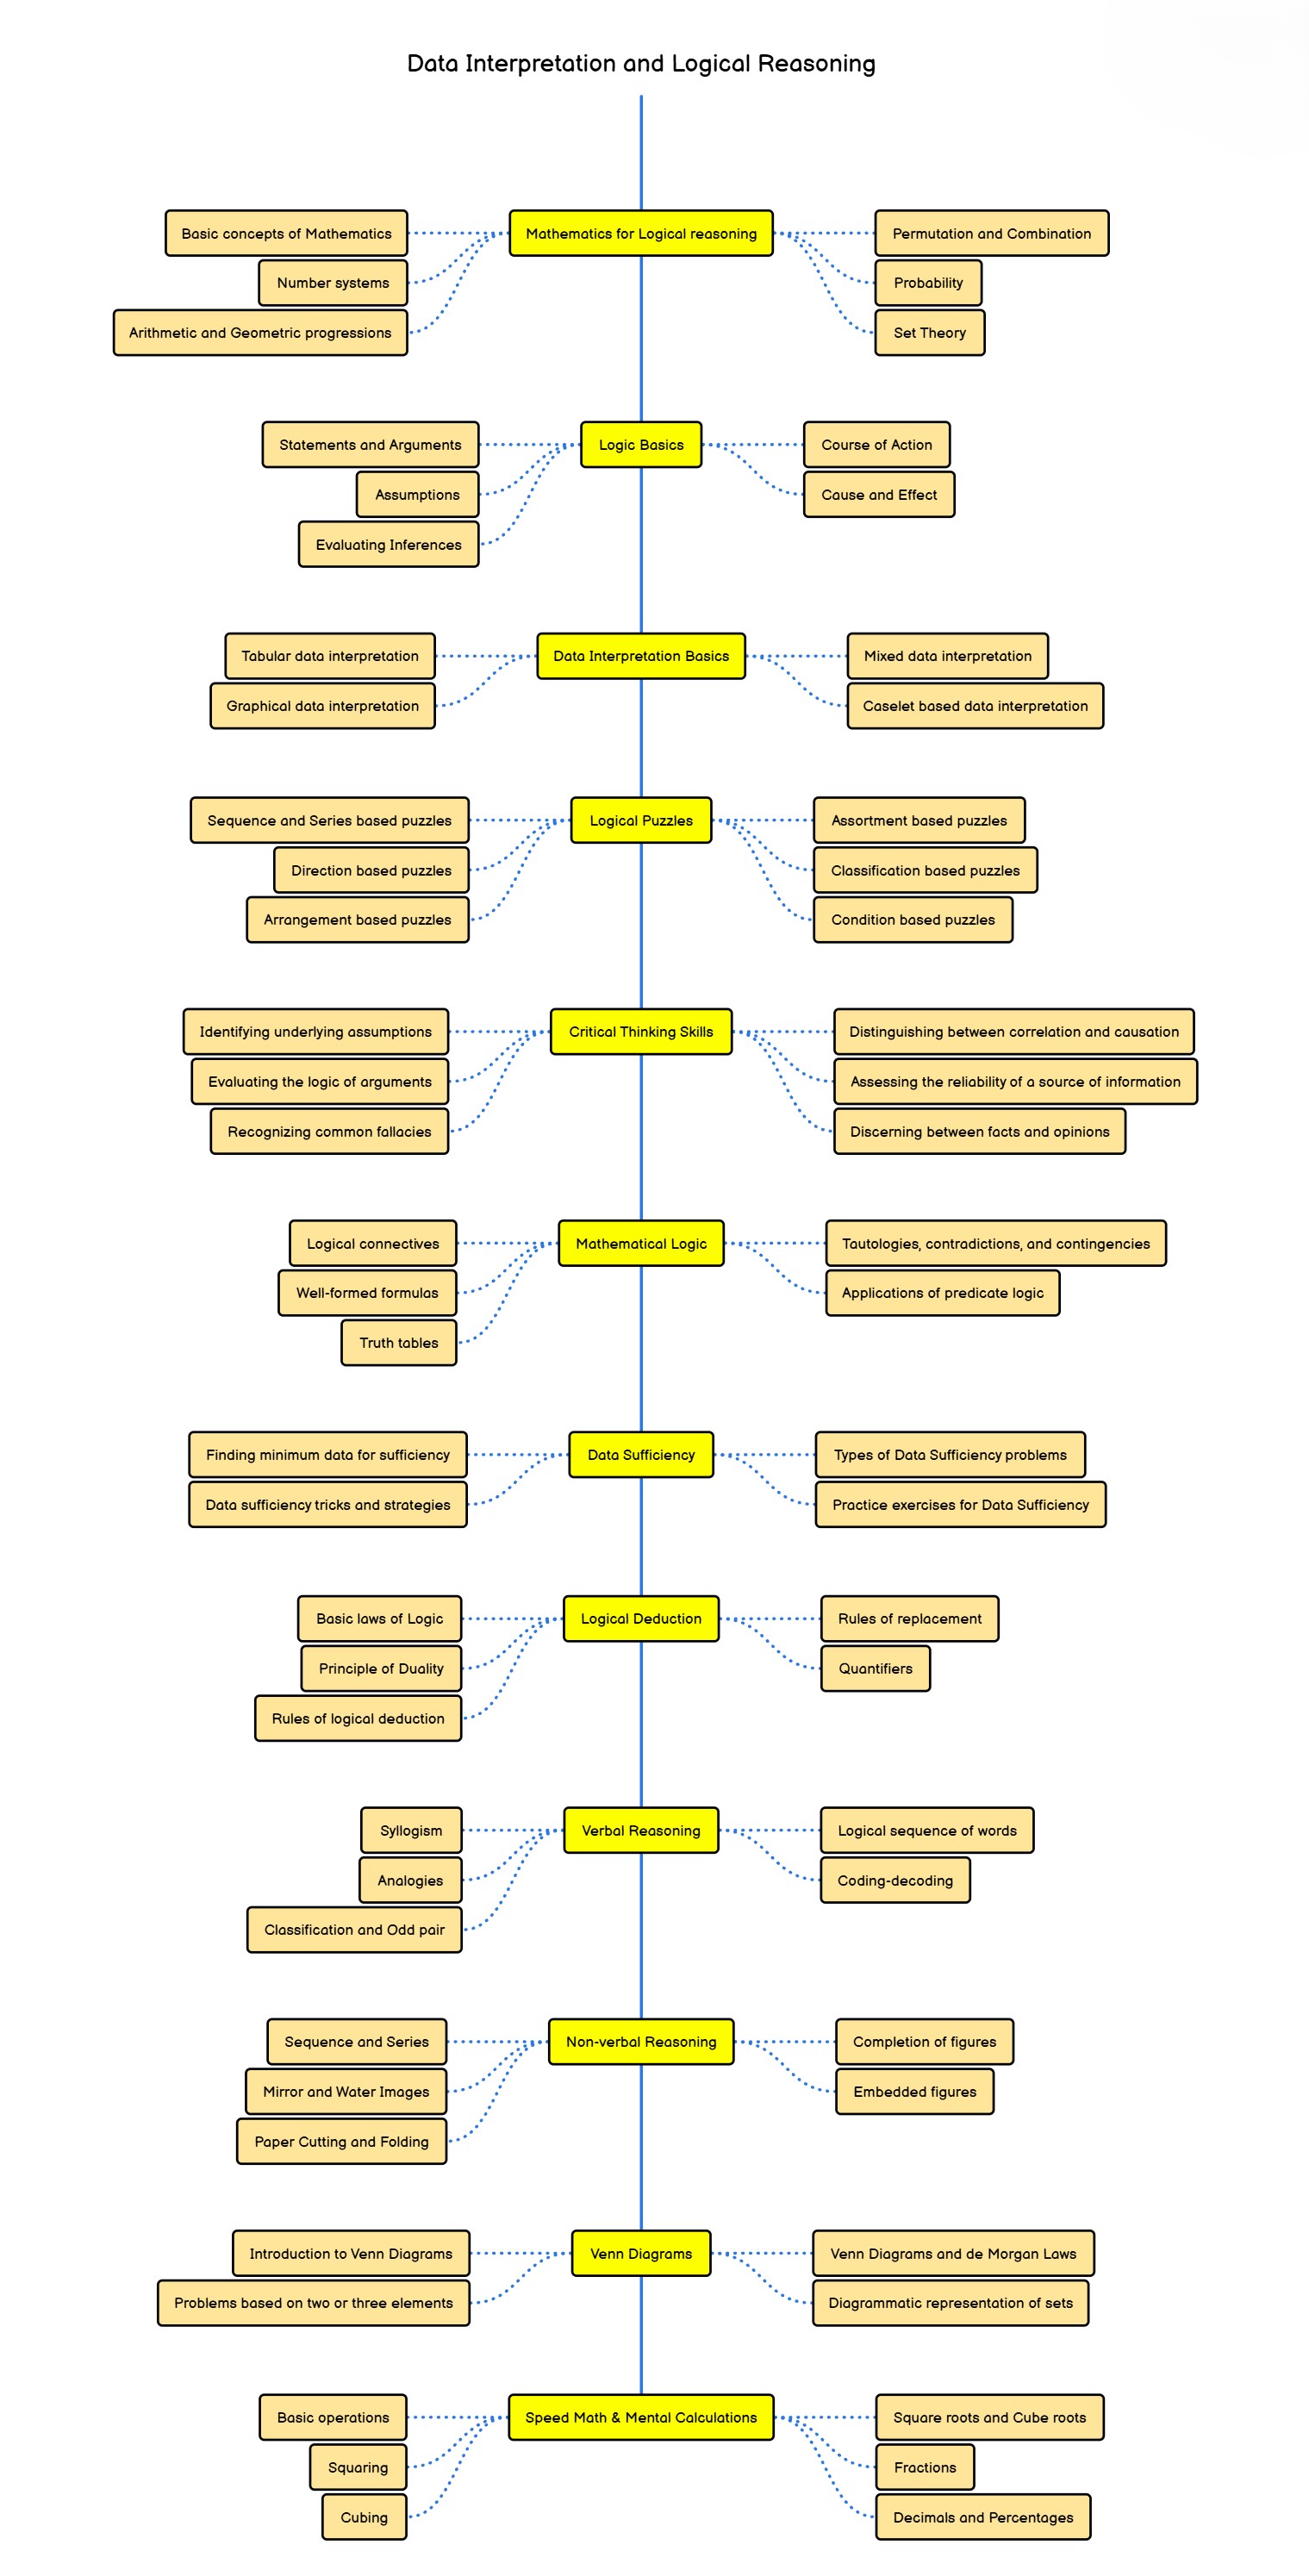 Data Interpretation and Logical Reasoning
Mathematics for Logical reasoning
Basic concepts of Mathematics
Number systems
Arithmetic and Geometric progressions
Permutation and Combination
Probability
Set Theory
Logic Basics
Statements and Arguments
Assumptions
Evaluating Inferences
Course of Action
Cause and Effect
Data Interpretation Basics
Tabular data interpretation
Graphical data interpretation
Mixed data interpretation
Caselet based data interpretation
Logical Puzzles
Sequence and Series based puzzles
Direction based puzzles
Arrangement based puzzles
Assortment based puzzles
Classification based puzzles
Condition based puzzles
Critical Thinking Skills
Identifying underlying assumptions
Evaluating the logic of arguments
Recognizing common fallacies
Distinguishing between correlation and causation
Assessing the reliability of a source of information
Discerning between facts and opinions
Mathematical Logic
Logical connectives
Well-formed formulas
Truth tables
Tautologies, contradictions, and contingencies
Applications of predicate logic
Data Sufficiency
Finding minimum data for sufficiency
Data sufficiency tricks and strategies
Types of Data Sufficiency problems
Practice exercises for Data Sufficiency
Logical Deduction
Basic laws of Logic
Principle of Duality
Rules of logical deduction
Rules of replacement
Quantifiers
Verbal Reasoning
Syllogism
Analogies
Classification and Odd pair
Logical sequence of words
Coding-decoding
Non-verbal Reasoning
Sequence and Series
Mirror and Water Images
Paper Cutting and Folding
Completion of figures
Embedded figures
Venn Diagrams
Introduction to Venn Diagrams
Problems based on two or three elements
Venn Diagrams and de Morgan Laws
Diagrammatic representation of sets
Speed Math & Mental Calculations
Basic operations
Squaring
Cubing
Square roots and Cube roots
Fractions
Decimals and Percentages